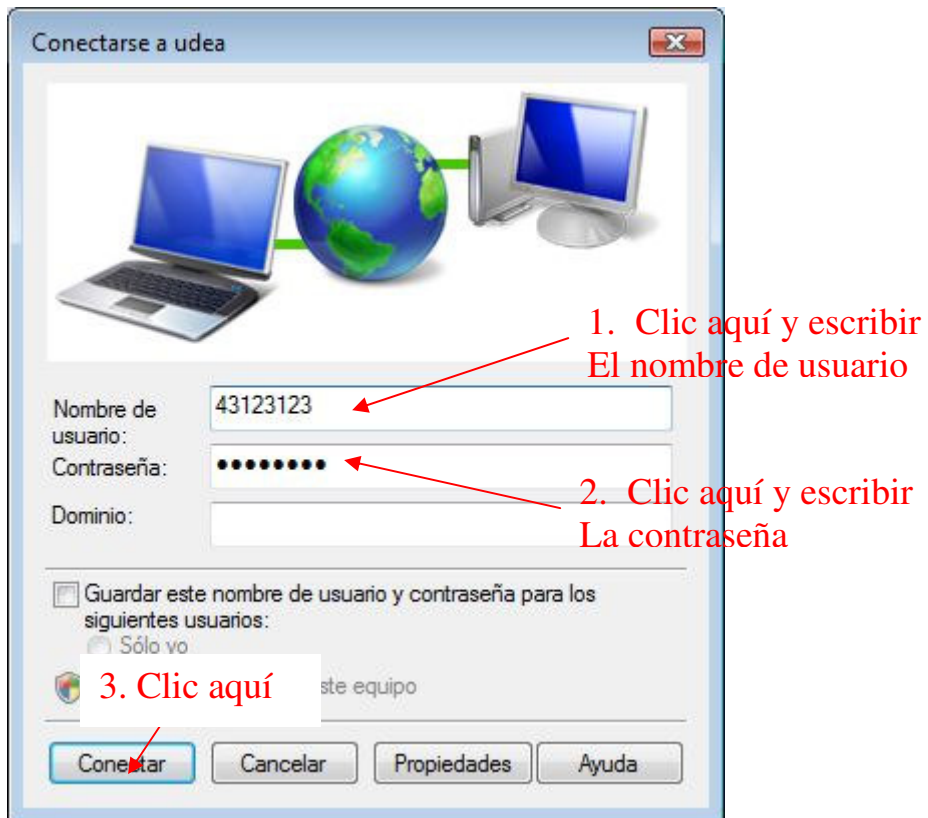 Conectarse a udea
1. Clic aquí y escribir
El nombre de usuario
Nombre de
usuario:
43123123
Contraseña:
••••••••
2. Clic aquí y escribir
La contraseña
Dominio:
Guardar este nombre de usuario y contraseña para los
siguientes usuarios:
Sólo yo
3. Clic aquí
ste equipo
Conectar
Cancelar
Propiedades
Ayuda